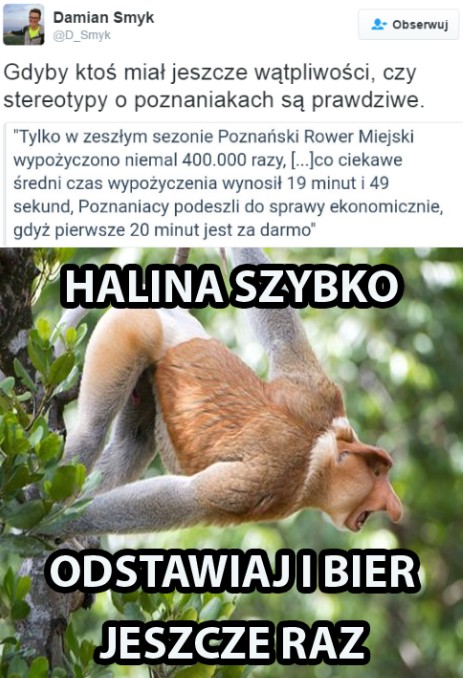 Damian Smyk
@D_Smyk
Obserwuj
Gdyby ktoś miał jeszcze wątpliwości, czy
stereotypy o poznaniakach są prawdziwe.
"Tylko w zeszłym sezonie Poznański Rower Miejski
wypożyczono niemal 400.000 razy, [...]co ciekawe
średni czas wypożyczenia wynosił 19 minut i 49
sekund, Poznaniacy podeszli do sprawy ekonomicznie,
gdyż pierwsze 20 minut jest za darmo"
HALINA SZYBKO
ODSTAWIAJ I BIER
JESZCZE RAZ